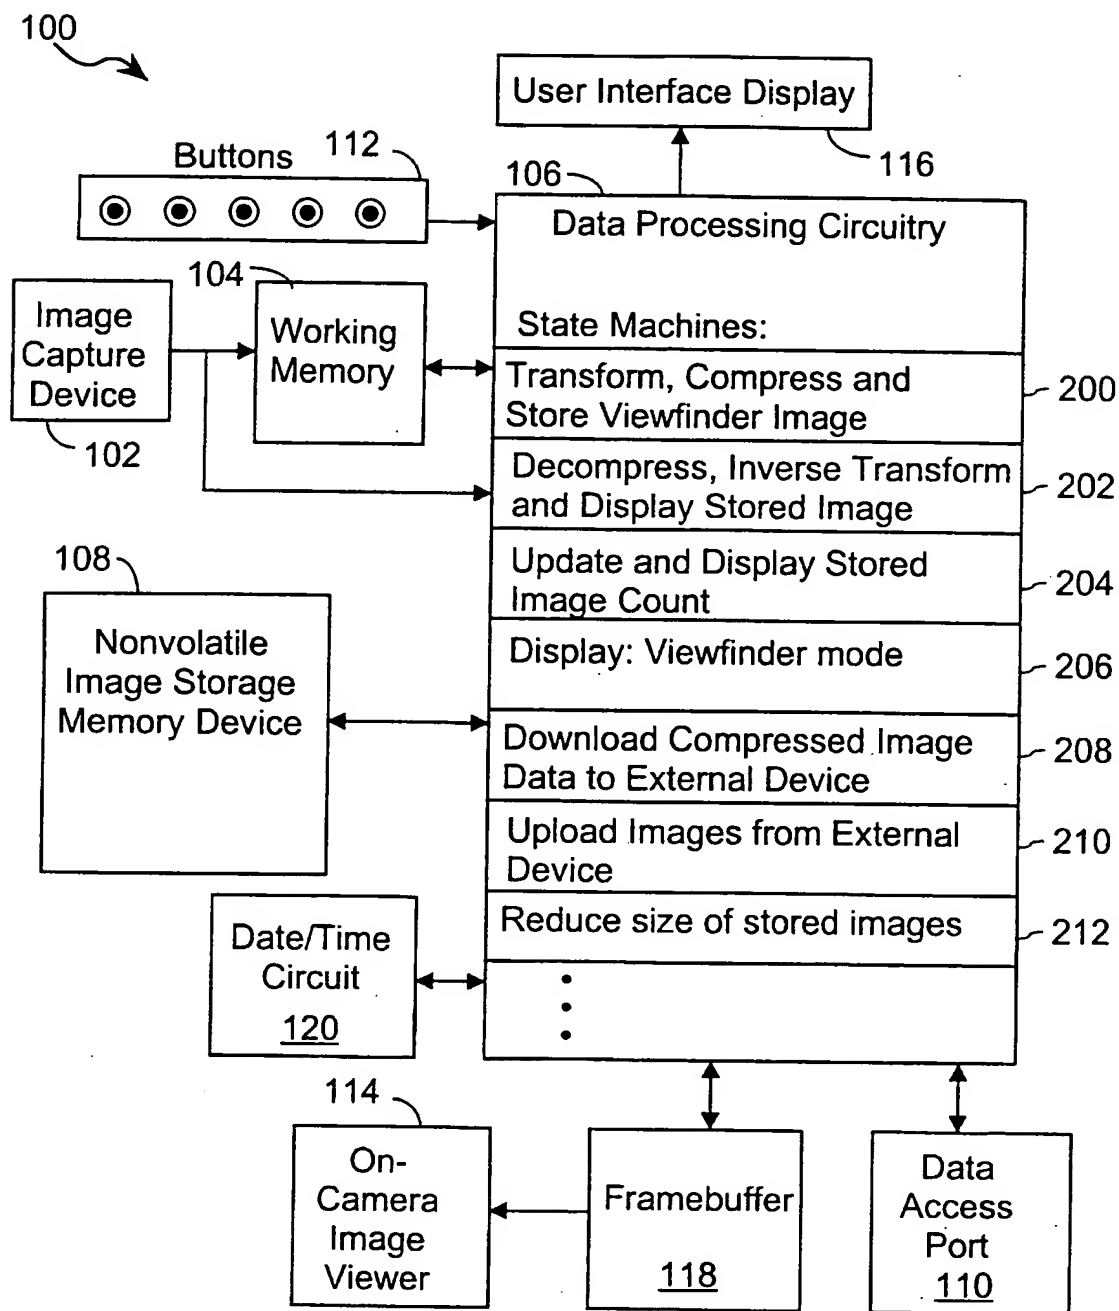 100
User Interface Display
116
Buttons
112
106
Data Processing Circuitry
State Machines:
104
Image
Capture
Device
102
Working
Memory
Transform, Compress and
Store Viewfinder Image
200
Decompress, Inverse Transform
and Display Stored Image
202
Update and Display Stored
Image Count
204
108
Nonvolatile
Image Storage
Memory Device
Display: Viewfinder mode
206
Download Compressed Image
Data to External Device
208
Upload Images from External
Device
210
Reduce size of stored images
212
Date/Time
Circuit
120
114
On-
Camera
Image
Viewer
Framebuffer
118
Data
Access
Port
110